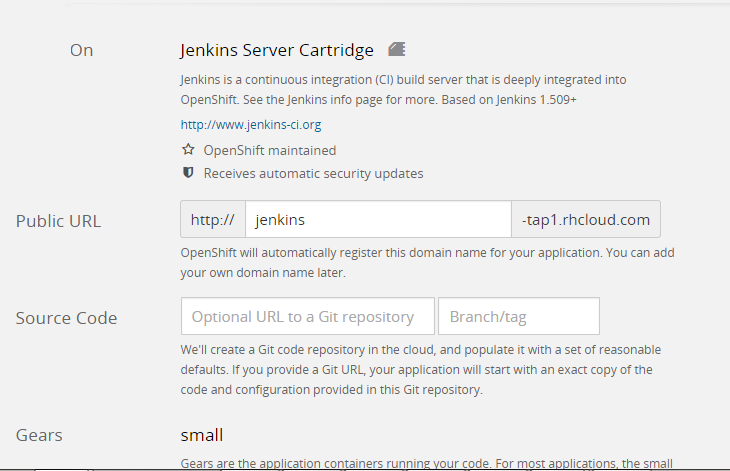 On Jenkins Server Cartridge
Jenkins is a continuous integration (CI) build server that is deeply integrated into
OpenShift. See the Jenkins info page for more. Based on Jenkins 1.509+
http://www.jenkins-ci.org
OpenShift maintained
Receives automatic security updates
Public URL http:// jenkins -tap1.rhcloud.com
OpenShift will automatically register this domain name for your application. You can add
your own domain name later.
Source Code Optional URL to a Git repository Branch/tag
We'll create a Git code repository in the cloud, and populate it with a set of reasonable
defaults. If you provide a Git URL, your application will start with an exact copy of the
code and configuration provided in this Git repository.
Gears small
Gears are the application containers running your code. For most applications, the small